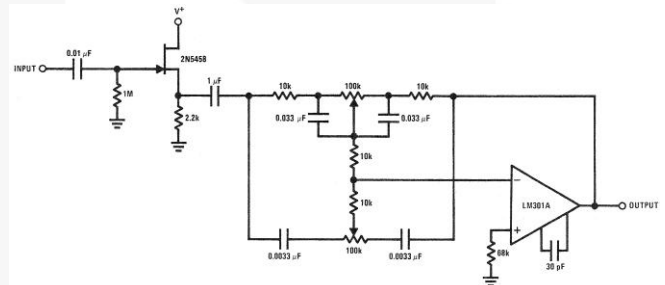 V+
0.01 μF
2N5458
INPUT
1 μF
10k
100k
10k
1M
2.2k
0.033 μF
0.033 μF
10k
10k
LM301A
OUTPUT
100k
0.0033 μF
0.0033 μF
68k
30 pF